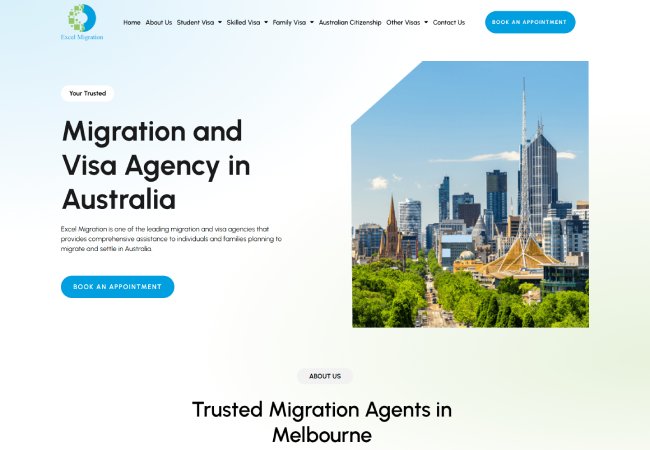 Excel Migration
Home About Us Student Visa Skilled Visa Family Visa Australian Citizenship Other Visas Contact Us
BOOK AN APPOINTMENT
Your Trusted
Migration and
Visa Agency in
Australia
Excel Migration is one of the leading migration and visa agencies that
provides comprehensive assistance to individuals and families planning to
migrate and settle in Australia.
BOOK AN APPOINTMENT
ABOUT US
Trusted Migration Agents in
Melbourne